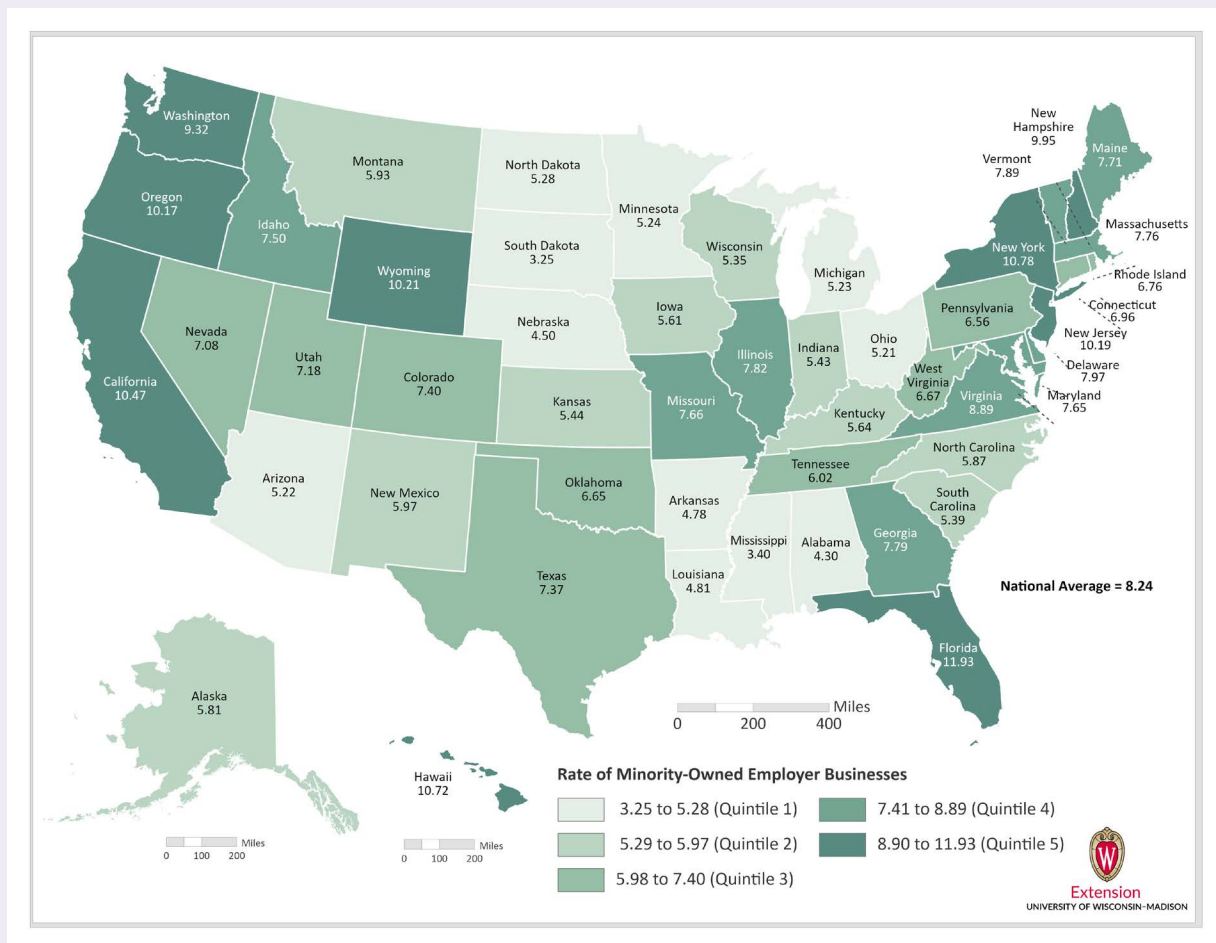 Washington
9.32
Oregon
10.17
California
10.47
Idaho
7.50
Nevada
7.08
Montana
5.93
Wyoming
10.21
Utah
7.18
Colorado
7.40
Arizona
5.22
New Mexico
5.97
North Dakota
5.28
South Dakota
3.25
Nebraska
4.50
Kansas
5.44
Oklahoma
6.65
Texas
7.37
Minnesota
5.24
Iowa
5.61
Missouri
7.66
Arkansas
4.78
Louisiana
4.81
Wisconsin
5.35
Illinois
7.82
Michigan
5.23
Indiana
5.43
Ohio
5.21
Kentucky
5.64
Tennessee
6.02
Mississippi
3.40
Alabama
4.30
Georgia
7.79
Florida
11.93
South
Carolina
5.39
North Carolina
5.87
Virginia
8.89
West
Virginia
6.67
Pennsylvania
6.56
New York
10.78
Vermont
7.89
New
Hampshire
9.95
Maine
7.71
Massachusetts
7.76
Rhode Island
6.76
Connecticut
6.96
New Jersey
10.19
Delaware
7.97
Maryland
7.65
National Average = 8.24
Alaska
5.81
Hawaii
10.72
Miles
0 200 400
Miles
0 100 200
Miles
0 100 200
Rate of Minority-Owned Employer Businesses
3.25 to 5.28 (Quintile 1)
5.29 to 5.97 (Quintile 2)
5.98 to 7.40 (Quintile 3)
7.41 to 8.89 (Quintile 4)
8.90 to 11.93 (Quintile 5)
W
Extension
UNIVERSITY OF WISCONSIN–MADISON